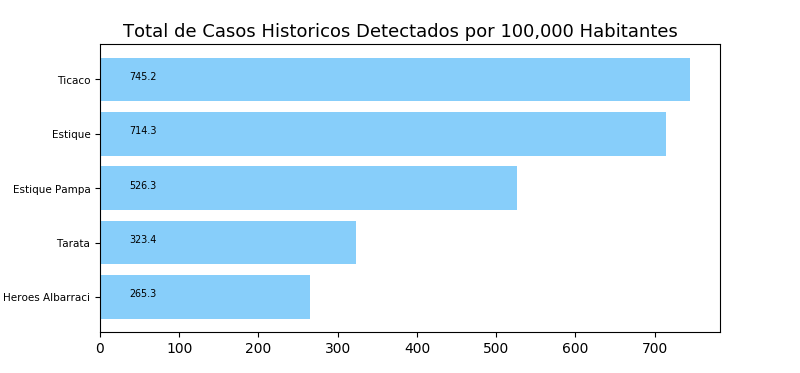 Total de Casos Historicos Detectados por 100,000 Habitantes
Ticaco 745.2
Estique 714.3
Estique Pampa 526.3
Tarata 323.4
Heroes Albarraci 265.3
0 100 200 300 400 500 600 700